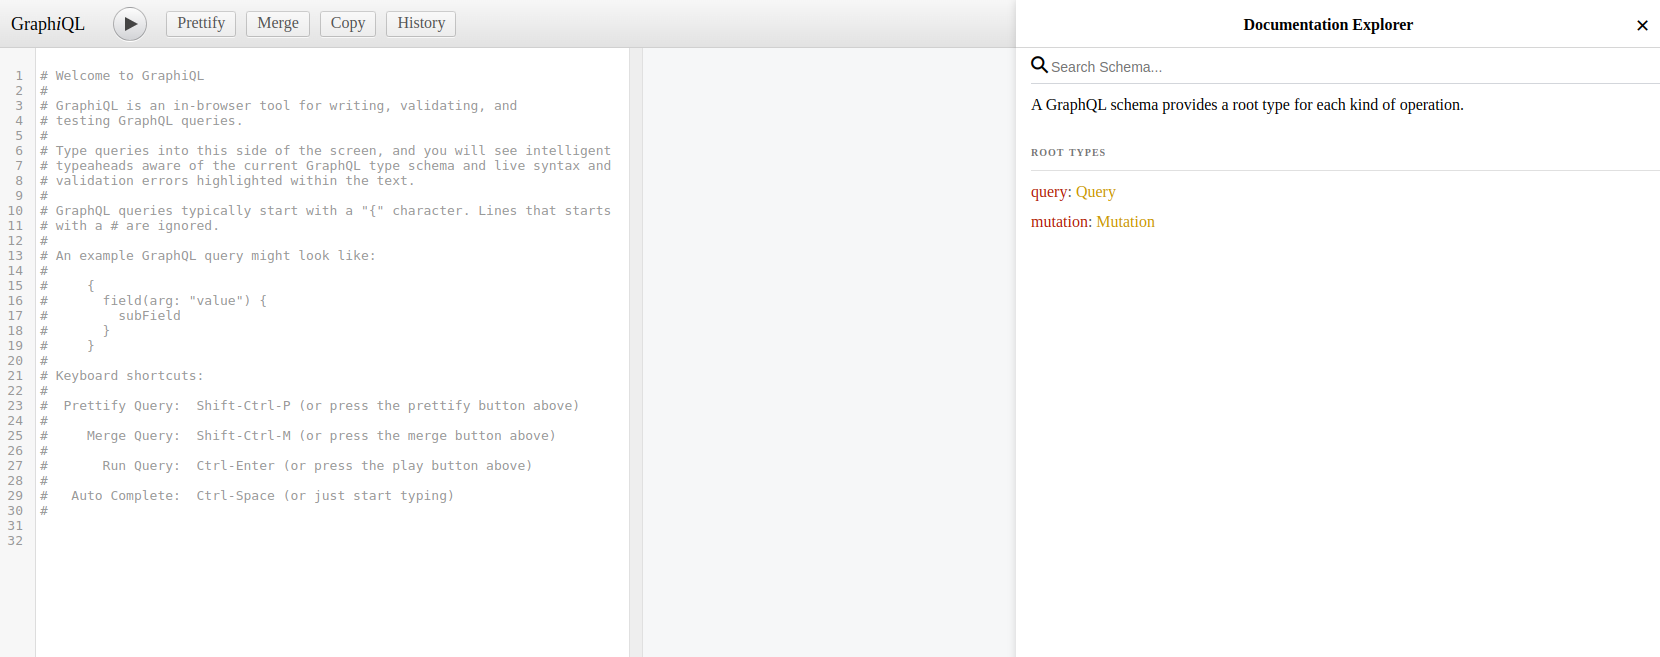 GraphiQL
Prettify
Merge
Copy
History
1 # Welcome to GraphiQL
2 #
3 # GraphiQL is an in-browser tool for writing, validating, and
4 # testing GraphQL queries.
5 #
6 # Type queries into this side of the screen, and you will see intelligent
7 # typeaheads aware of the current GraphQL type schema and live syntax and
8 # validation errors highlighted within the text.
9 #
10 # GraphQL queries typically start with a "{" character. Lines that starts
11 # with a # are ignored.
12 #
13 # An example GraphQL query might look like:
14 #
15 #     {
16 #       field(arg: "value") {
17 #         subField
18 #       }
19 #     }
20 #
21 # Keyboard shortcuts:
22 #
23 #  Prettify Query:  Shift-Ctrl-P (or press the prettify button above)
24 #
25 #     Merge Query:  Shift-Ctrl-M (or press the merge button above)
26 #
27 #       Run Query:  Ctrl-Enter (or press the play button above)
28 #
29 #   Auto Complete:  Ctrl-Space (or just start typing)
30 #
31
32
Documentation Explorer
Search Schema...
A GraphQL schema provides a root type for each kind of operation.
ROOT TYPES
query: Query
mutation: Mutation